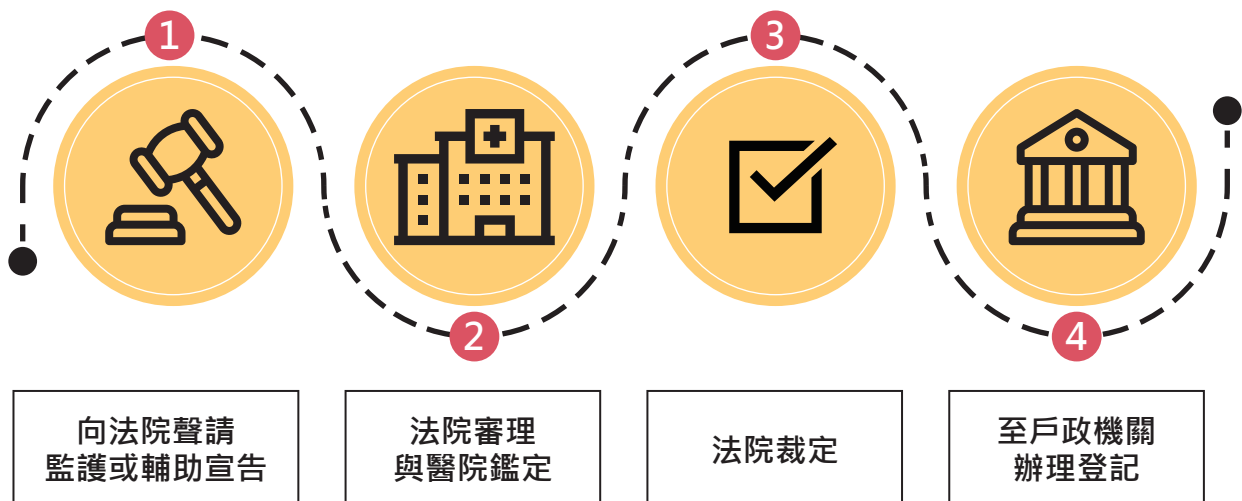 1
3
2
4
向法院聲請
監護或輔助宣告
法院審理
與醫院鑑定
法院裁定
至戶政機關
辦理登記